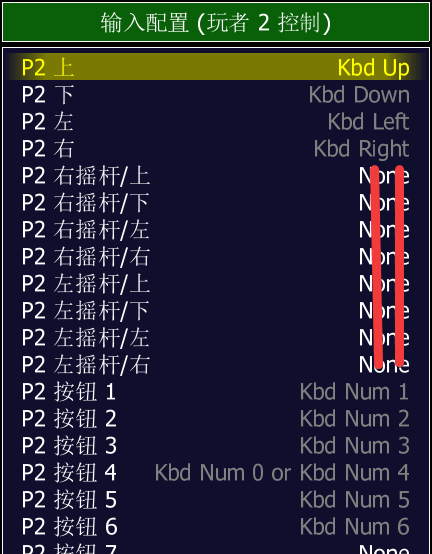 输入配置 (玩者 2 控制)
P2 上 Kbd Up
P2 下 Kbd Down
P2 左 Kbd Left
P2 右 Kbd Right
P2 右摇杆/上 None
P2 右摇杆/下 None
P2 右摇杆/左 None
P2 右摇杆/右 None
P2 左摇杆/上 None
P2 左摇杆/下 None
P2 左摇杆/左 None
P2 左摇杆/右 None
P2 按钮 1 Kbd Num 1
P2 按钮 2 Kbd Num 2
P2 按钮 3 Kbd Num 3
P2 按钮 4 Kbd Num 0 or Kbd Num 4
P2 按钮 5 Kbd Num 5
P2 按钮 6 Kbd Num 6
P2 按钮 7 None